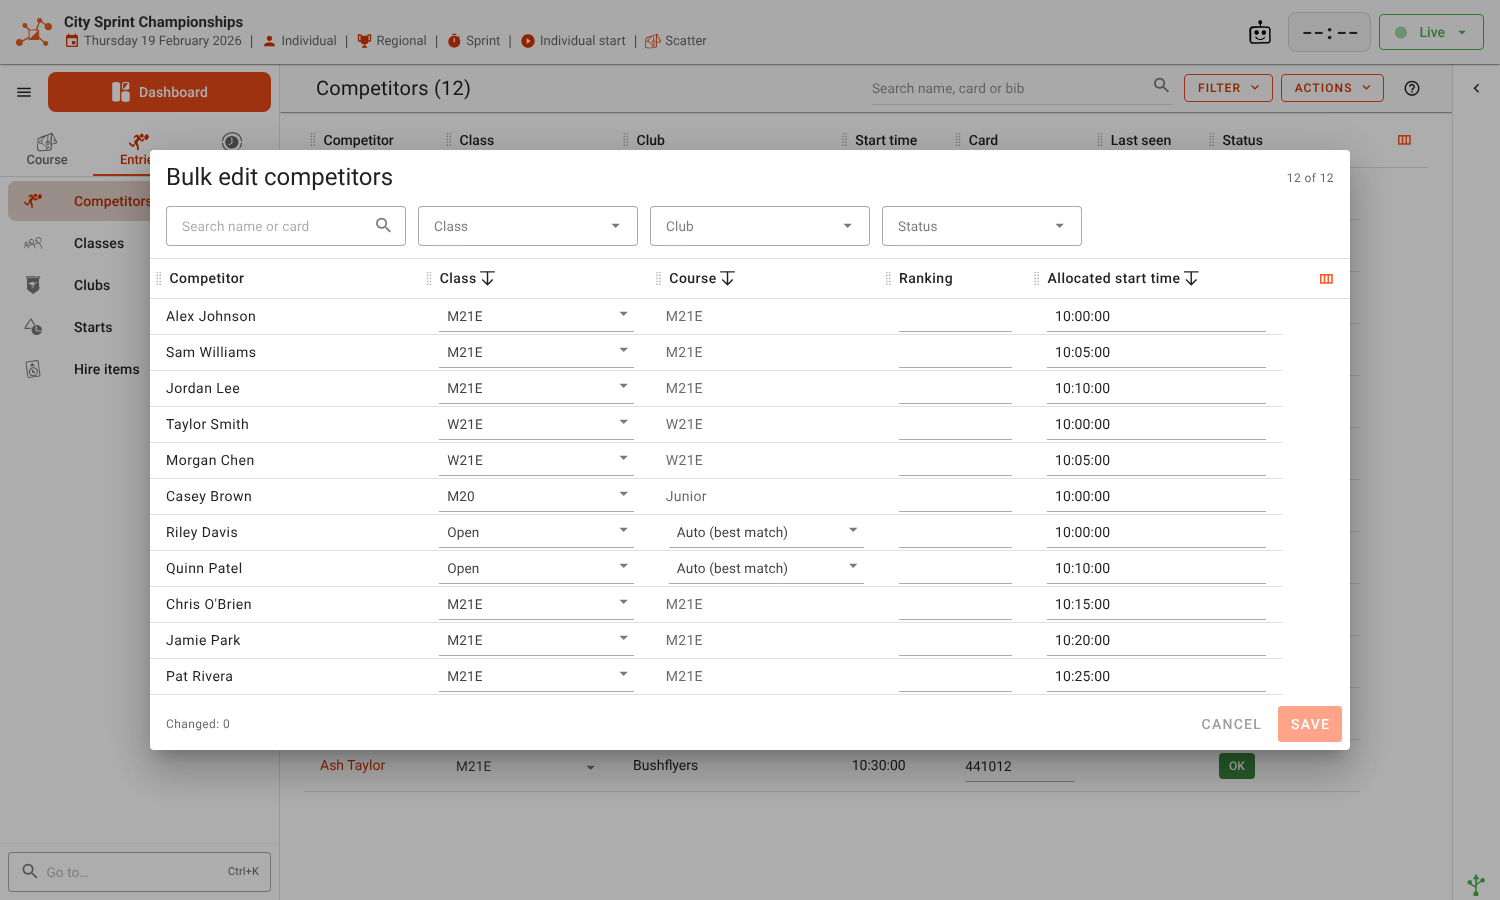 City Sprint Championships
Thursday 19 February 2026 | Individual | Regional | Sprint | Individual start | Scatter
--:--
Live
Dashboard
Competitors (12)
Search name, card or bib
FILTER
ACTIONS
Course
Entrie
Competitor Class Club Start time Card Last seen Status
Competitors
Classes
Clubs
Starts
Hire items
Bulk edit competitors
12 of 12
Search name or card
Class
Club
Status
Competitor Class Course Ranking Allocated start time
Alex Johnson M21E M21E 10:00:00
Sam Williams M21E M21E 10:05:00
Jordan Lee M21E M21E 10:10:00
Taylor Smith W21E W21E 10:00:00
Morgan Chen W21E W21E 10:05:00
Casey Brown M20 Junior 10:00:00
Riley Davis Open Auto (best match) 10:00:00
Quinn Patel Open Auto (best match) 10:10:00
Chris O'Brien M21E M21E 10:15:00
Jamie Park M21E M21E 10:20:00
Pat Rivera M21E M21E 10:25:00
Changed: 0
CANCEL
SAVE
Ash Taylor M21E Bushflyers 10:30:00 441012 OK
Go to... Ctrl+K